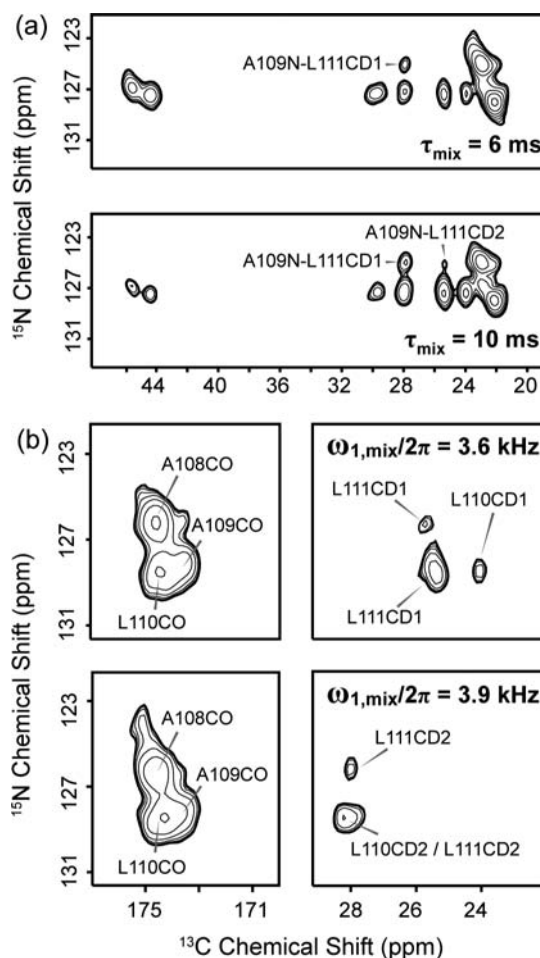 (a)
123
127
131
A109N-L111CD1
τmix = 6 ms
123
127
131
A109N-L111CD2
A109N-L111CD1
τmix = 10 ms
15N Chemical Shift (ppm)
44 40 36 32 28 24 20
(b)
123
127
131
A108CO
A109CO
L110CO
ω1,mix/2π = 3.6 kHz
L111CD1
L110CD1
L111CD1
123
127
131
A108CO
A109CO
L110CO
ω1,mix/2π = 3.9 kHz
L111CD2
L110CD2 / L111CD2
15N Chemical Shift (ppm)
175 171 28 26 24
13C Chemical Shift (ppm)